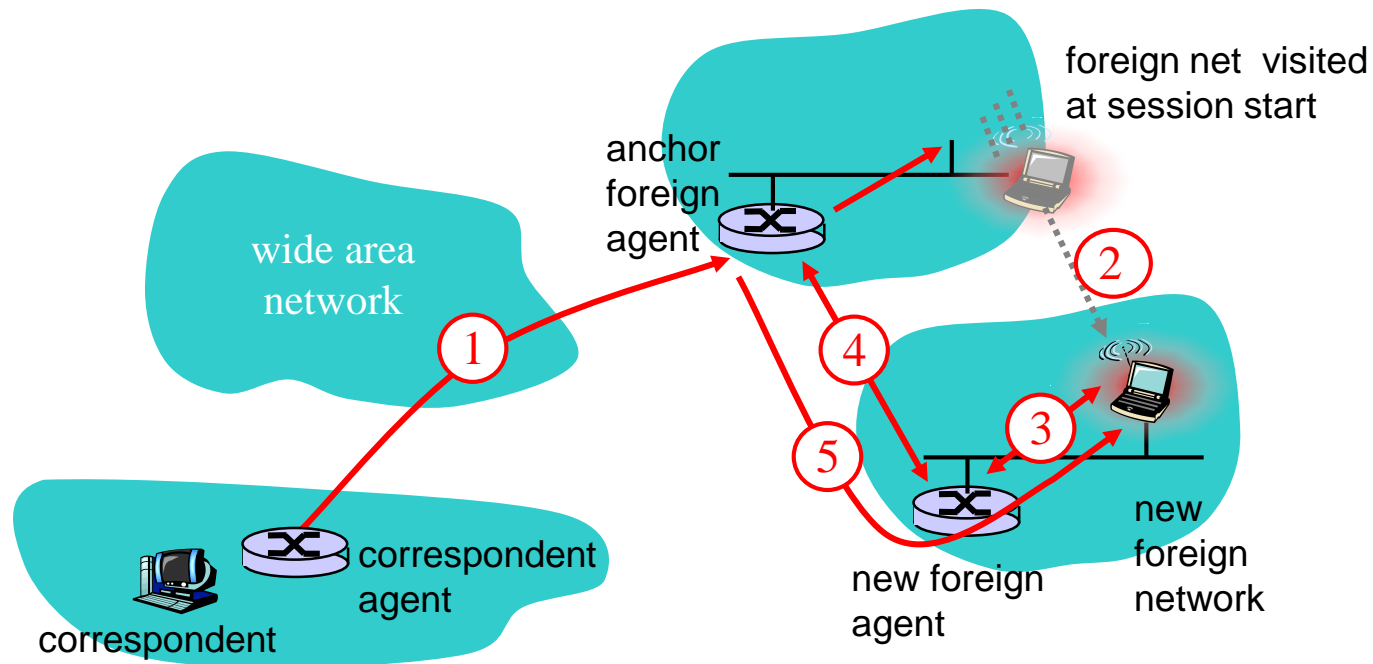 foreign net visited
at session start
anchor
foreign
agent
wide area
network
2
1
4
3
5
correspondent
agent
correspondent
new foreign
agent
new
foreign
network